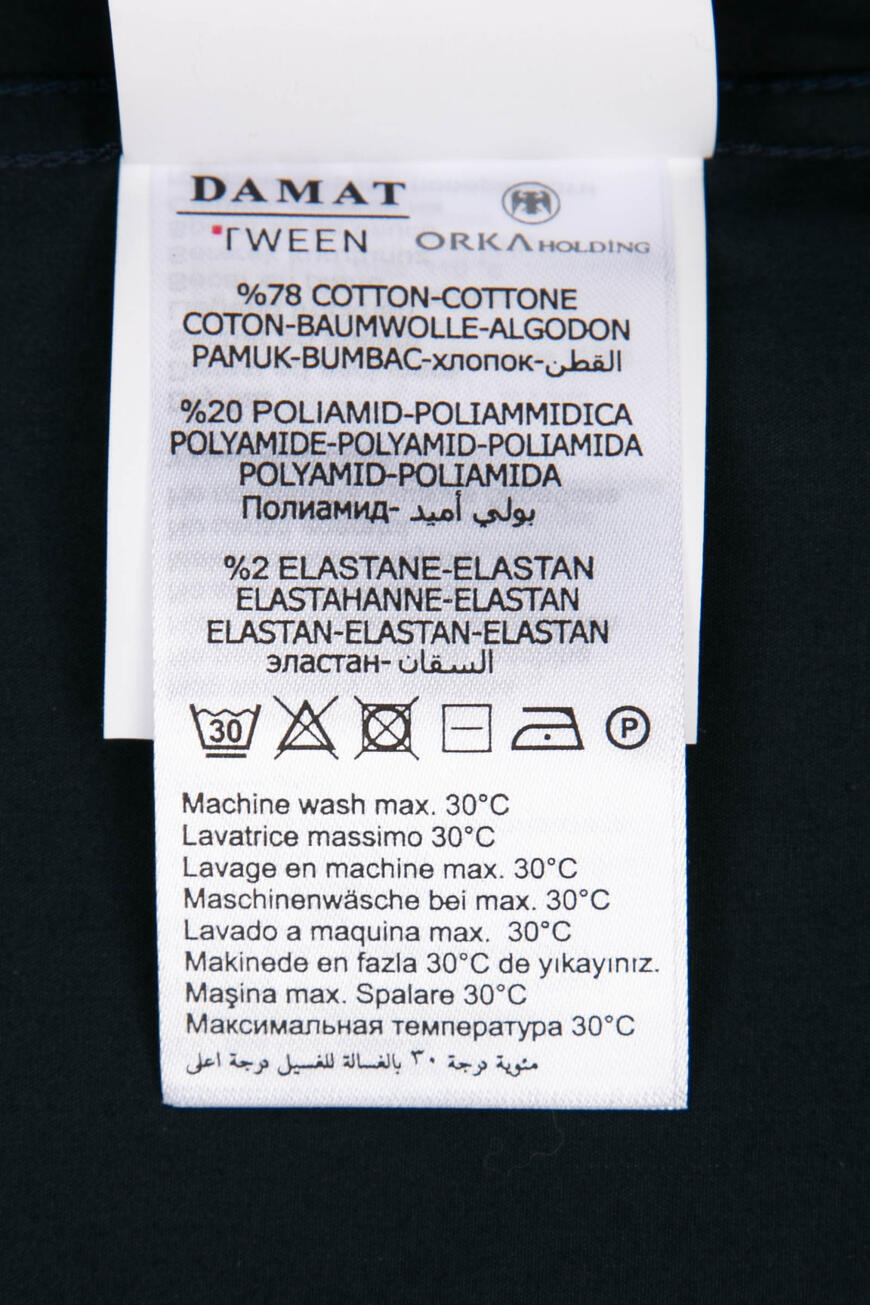 DAMAT
TWEEN
ORKA HOLDING
%78 COTTON-COTTONE
COTON-BAUMWOLLE-ALGODON
PAMUK-BUMBAC-хлопок-القطن
%20 POLIAMID-POLIAMMIDICA
POLYAMIDE-POLYAMID-POLIAMIDA
POLYAMID-POLIAMIDA
Полиамид- بولي أميد
%2 ELASTANE-ELASTAN
ELASTAHANNE-ELASTAN
ELASTAN-ELASTAN-ELASTAN
эластан-السقان
30
P
Machine wash max. 30°C
Lavatrice massimo 30°C
Lavage en machine max. 30°C
Maschinenwäsche bei max. 30°C
Lavado a maquina max. 30°C
Makinede en fazla 30°C de yıkayınız.
Maşina max. Spalare 30°C
Максимальная температура 30°C
مئوية درجة ٣٠ بالغسالة للغسيل درجة اعلى